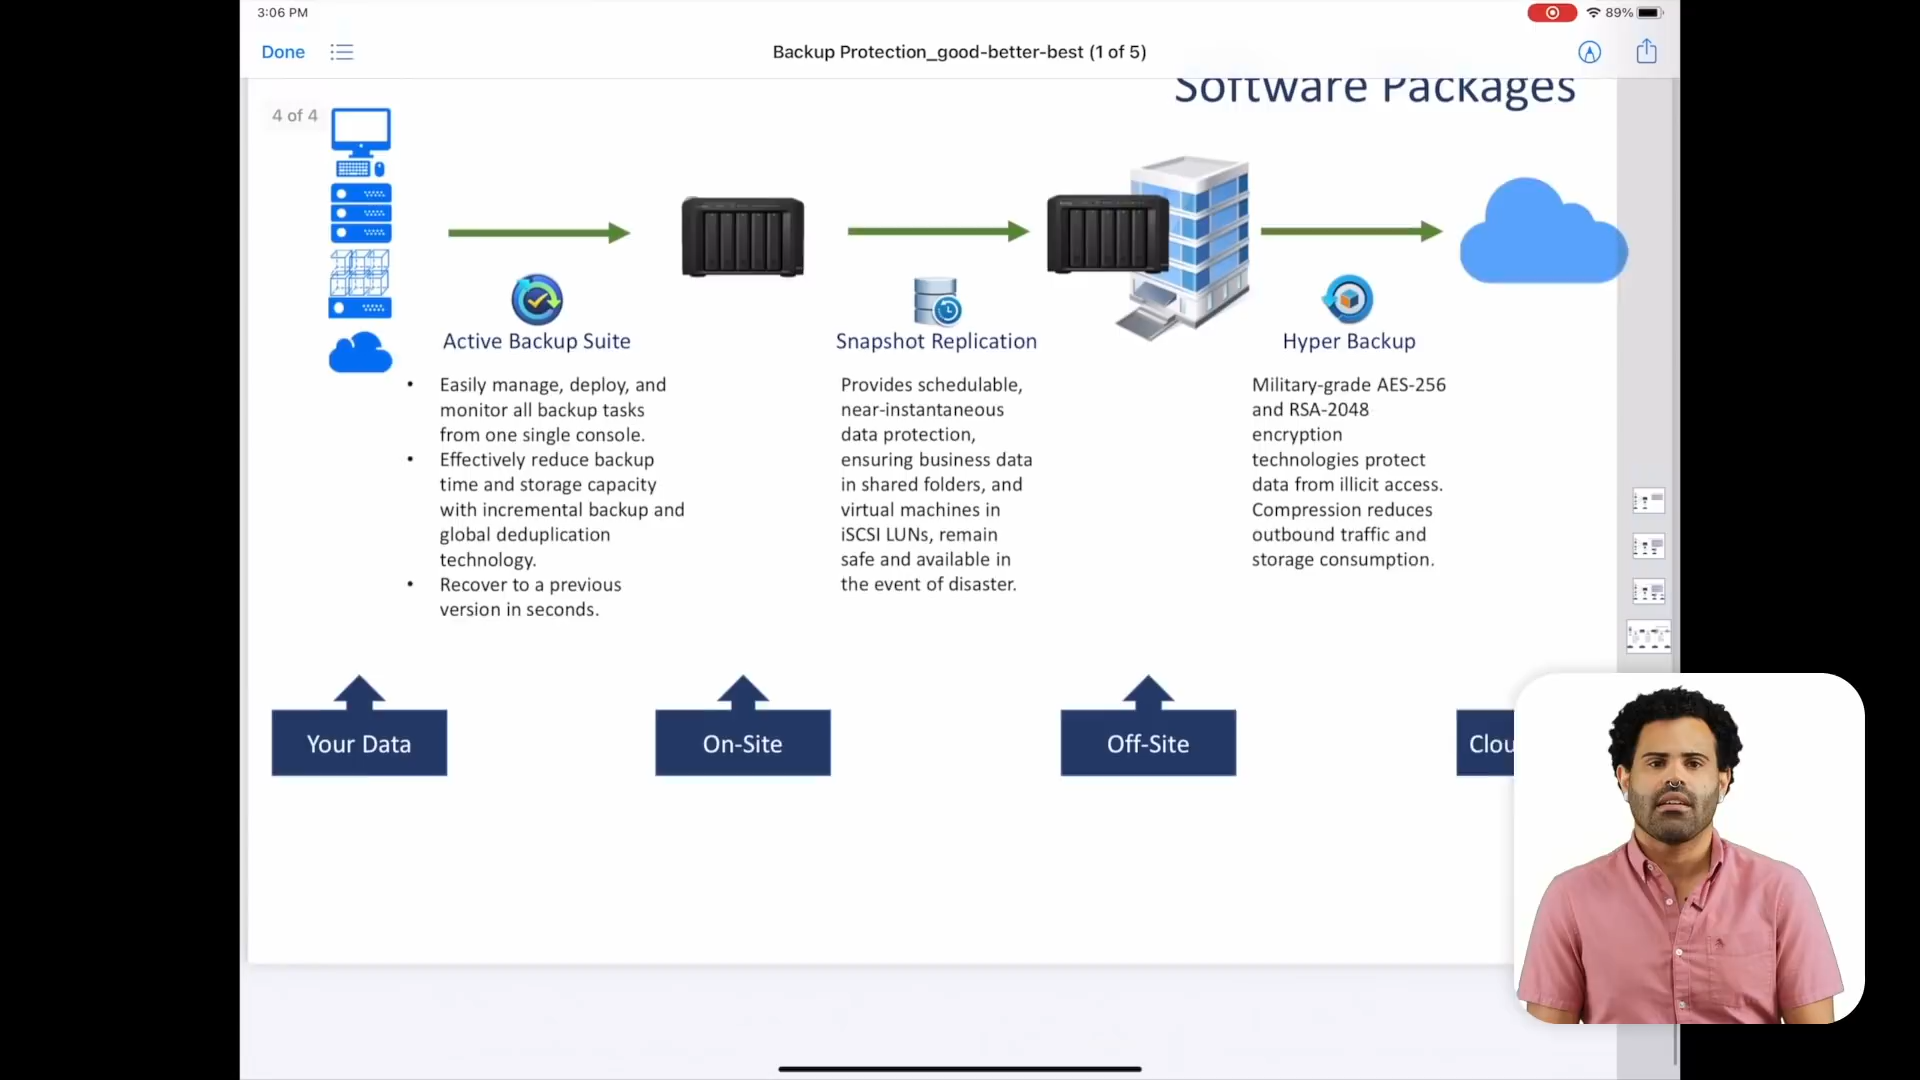 3:06 PM
89%
Done
Backup Protection_good-better-best (1 of 5)
Software Packages
4 of 4
Active Backup Suite
• Easily manage, deploy, and
monitor all backup tasks
from one single console.
• Effectively reduce backup
time and storage capacity
with incremental backup and
global deduplication
technology.
• Recover to a previous
version in seconds.
Snapshot Replication
Provides schedulable,
near-instantaneous
data protection,
ensuring business data
in shared folders, and
virtual machines in
iSCSI LUNs, remain
safe and available in
the event of disaster.
Hyper Backup
Military-grade AES-256
and RSA-2048
encryption
technologies protect
data from illicit access.
Compression reduces
outbound traffic and
storage consumption.
Your Data
On-Site
Off-Site
Clou